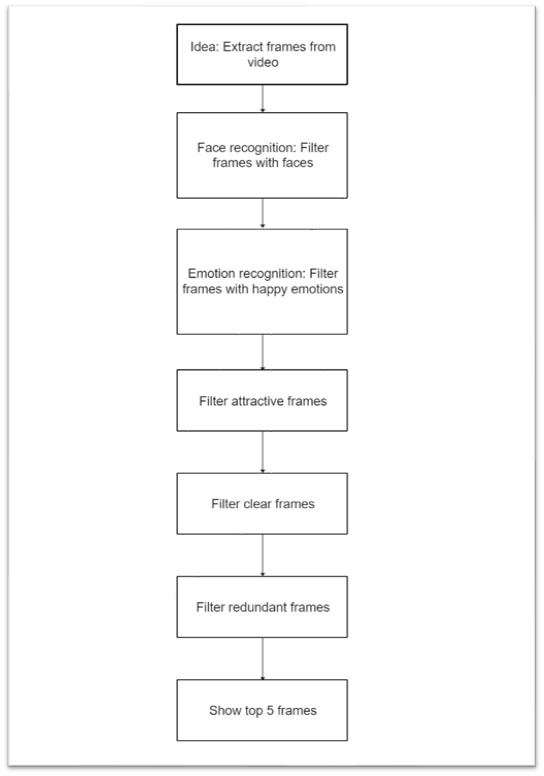 Idea: Extract frames from
video
Face recognition: Filter
frames with faces
Emotion recognition: Filter
frames with happy emotions
Filter attractive frames
Filter clear frames
Filter redundant frames
Show top 5 frames